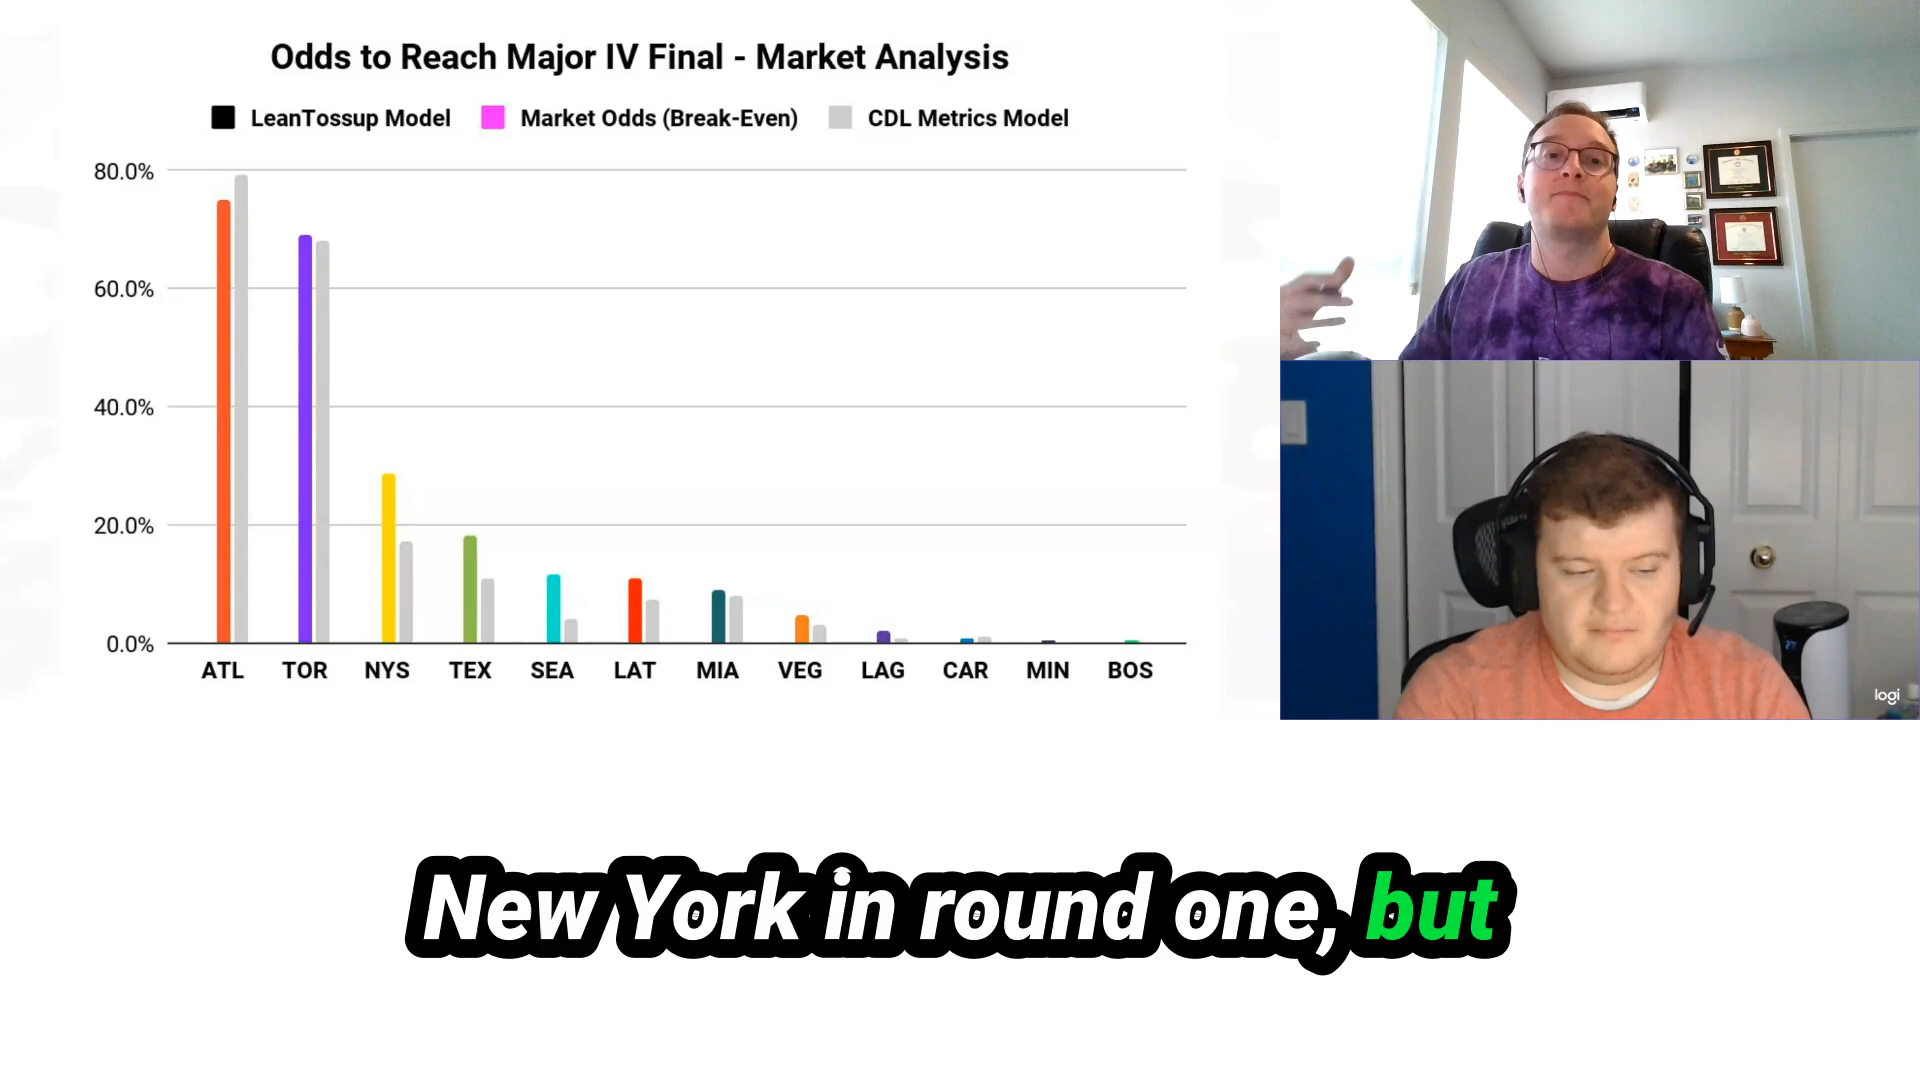 Odds to Reach Major IV Final - Market Analysis
LeanTossup Model Market Odds (Break-Even) CDL Metrics Model
80.0%
60.0%
40.0%
20.0%
0.0%
ATL TOR NYS TEX SEA LAT MIA VEG LAG CAR MIN BOS
logi
New York in round one, but